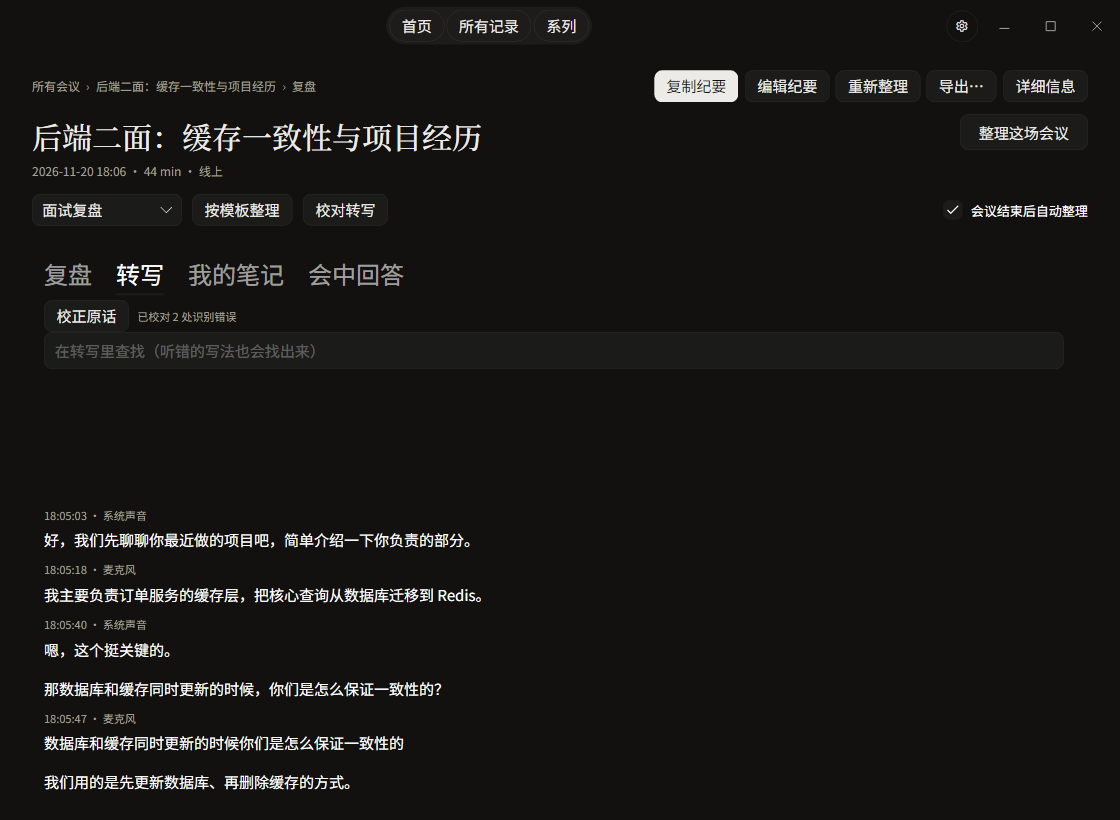 首页 所有记录 系列
所有会议 › 后端二面：缓存一致性与项目经历 › 复盘
复制纪要 编辑纪要 重新整理 导出··· 详细信息
后端二面：缓存一致性与项目经历
整理这场会议
2026-11-20 18:06 · 44 min · 线上
面试复盘 按模板整理 校对转写
会议结束后自动整理
复盘 转写 我的笔记 会中回答
校正原话 已校对 2 处识别错误
在转写里查找（听错的写法也会找出来）
18:05:03 · 系统声音
好，我们先聊聊你最近做的项目吧，简单介绍一下你负责的部分。
18:05:18 · 麦克风
我主要负责订单服务的缓存层，把核心查询从数据库迁移到 Redis。
18:05:40 · 系统声音
嗯，这个挺关键的。
那数据库和缓存同时更新的时候，你们是怎么保证一致性的？
18:05:47 · 麦克风
数据库和缓存同时更新的时候你们是怎么保证一致性的
我们用的是先更新数据库、再删除缓存的方式。